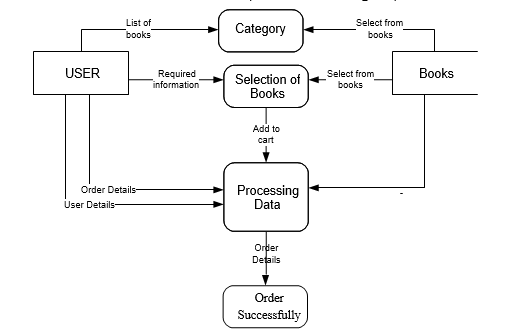 List of
books
Category
Select from
books
USER
Required
information
Selection of
Books
Select from
books
Books
Add to
cart
Order Details
User Details
Processing
Data
Order
Details
Order
Successfully